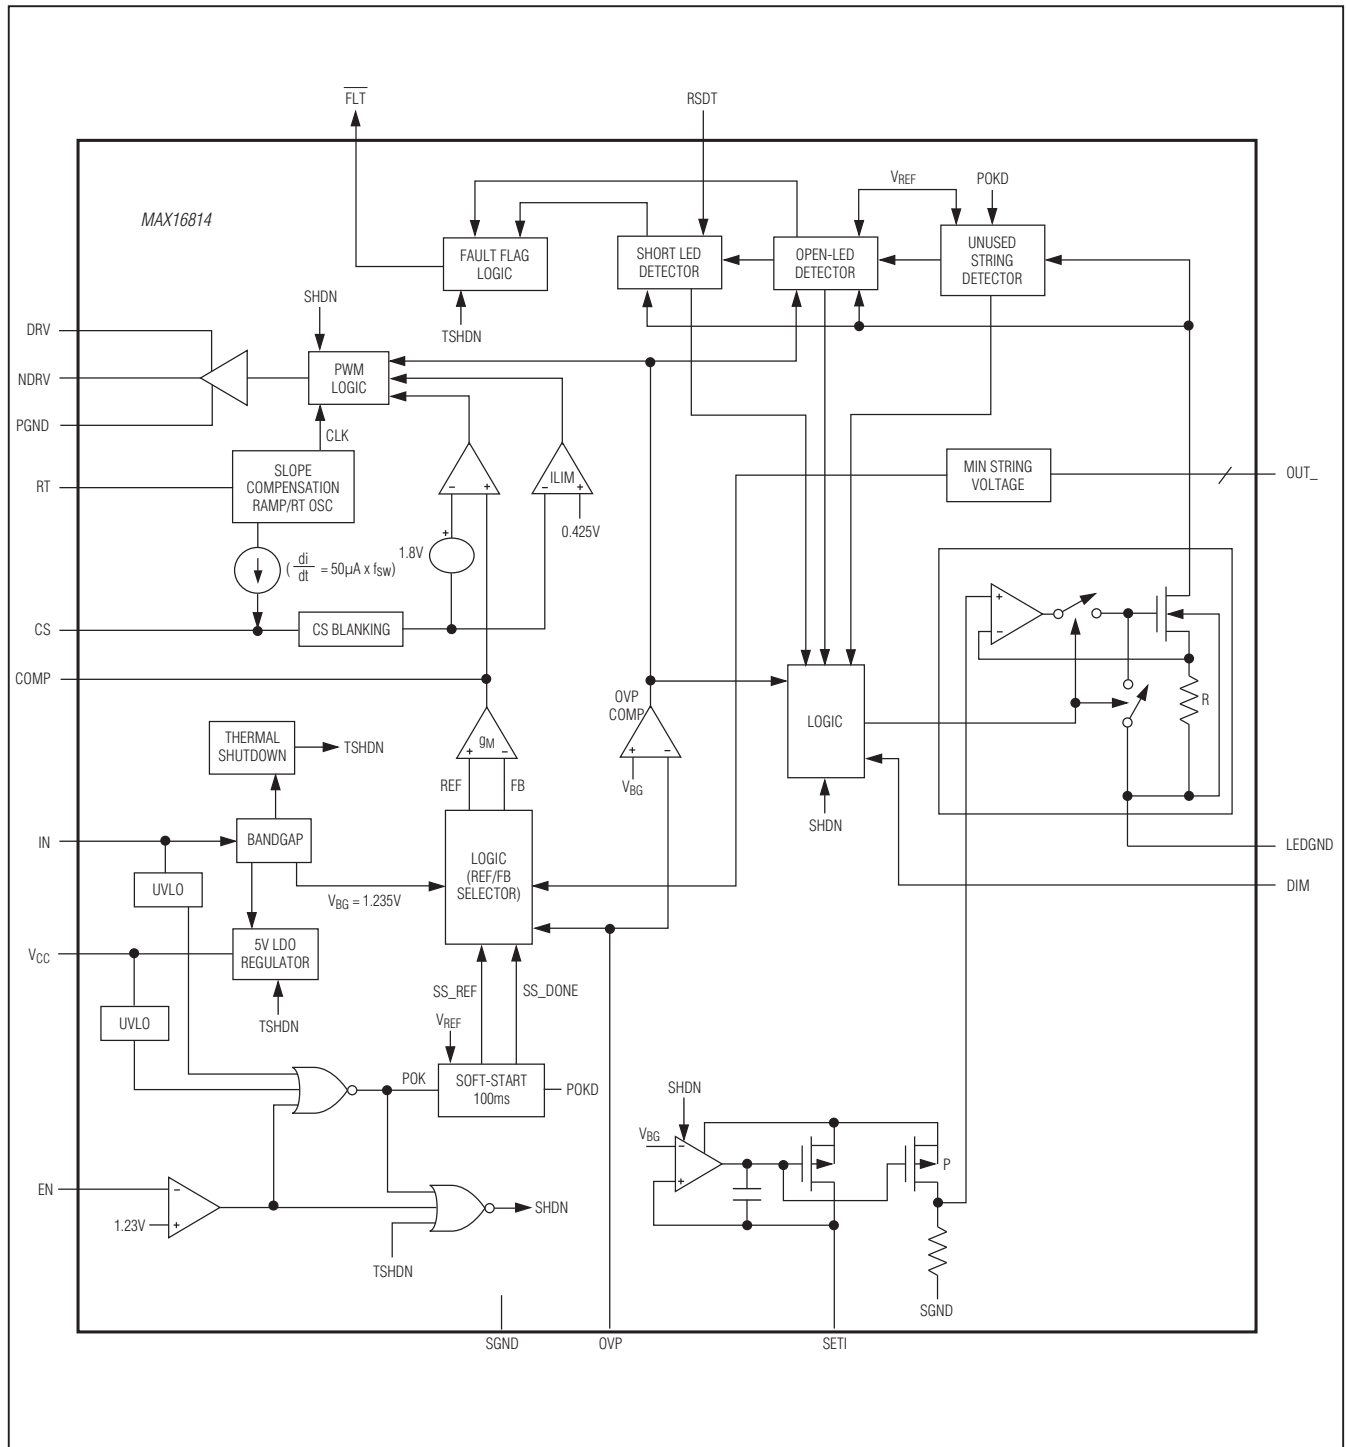 FLT
RSDT
MAX16814
VREF
POKD
FAULT FLAG
LOGIC
SHORT LED
DETECTOR
OPEN-LED
DETECTOR
UNUSED
STRING
DETECTOR
SHDN
TSHDN
DRV
NDRV
PGND
PWM
LOGIC
CLK
RT
SLOPE
COMPENSATION
RAMP/RT OSC
- +
ILIM
- +
0.425V
MIN STRING
VOLTAGE
OUT_
(di/dt = 50µA x fSW)
1.8V
+
CS
CS BLANKING
+
-
R
COMP
THERMAL
SHUTDOWN
TSHDN
gM
+ -
REF
FB
OVP
COMP
+ -
VBG
LOGIC
SHDN
IN
BANDGAP
UVLO
VBG = 1.235V
LOGIC
(REF/FB
SELECTOR)
LEDGND
DIM
VCC
5V LDO
REGULATOR
UVLO
TSHDN
SS_REF
SS_DONE
VREF
POK
SOFT-START
100ms
POKD
SHDN
VBG
-
+
P
EN
-
1.23V
+
SHDN
TSHDN
SGND
SGND
OVP
SETI